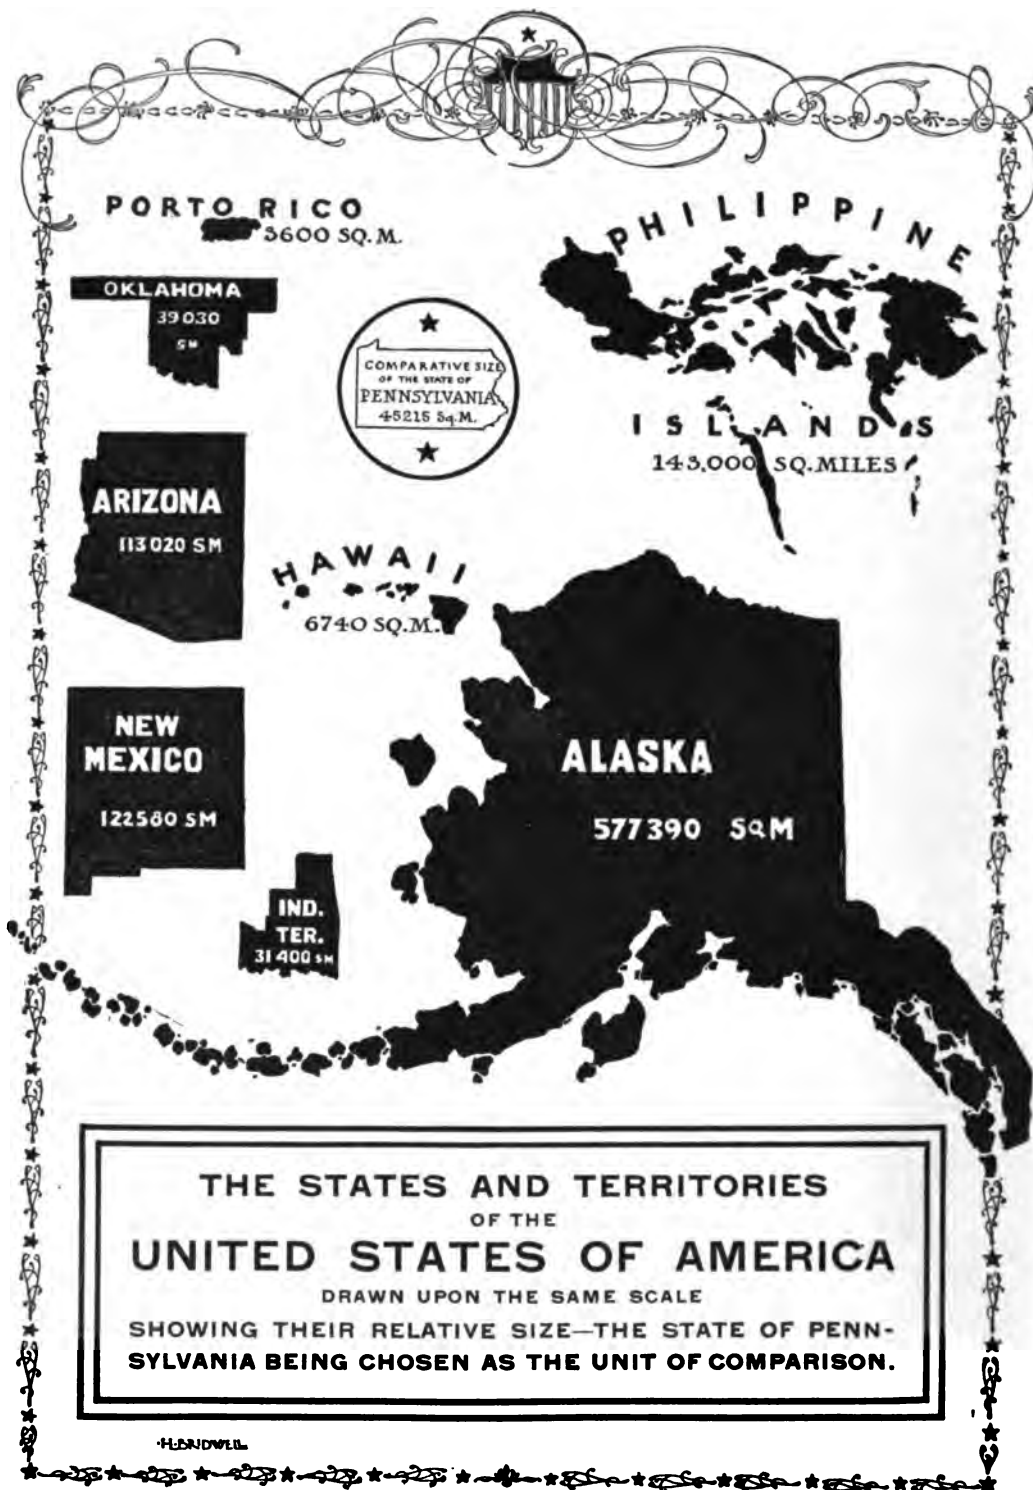 PORTO RICO
3600 SQ. M.
PHILIPPINE
ISLANDS
143,000 SQ. MILES
OKLAHOMA
39030
SM
COMPARATIVE SIZE
OF THE STATE OF
PENNSYLVANIA
45215 Sq. M.
ARIZONA
113020 SM
HAWAII
6740 SQ. M.
NEW
MEXICO
122580 SM
ALASKA
577390 SQ M
IND.
TER.
31400 SM
THE STATES AND TERRITORIES
OF THE
UNITED STATES OF AMERICA
DRAWN UPON THE SAME SCALE
SHOWING THEIR RELATIVE SIZE—THE STATE OF PENN-
SYLVANIA BEING CHOSEN AS THE UNIT OF COMPARISON.
·H·BRIDWELL